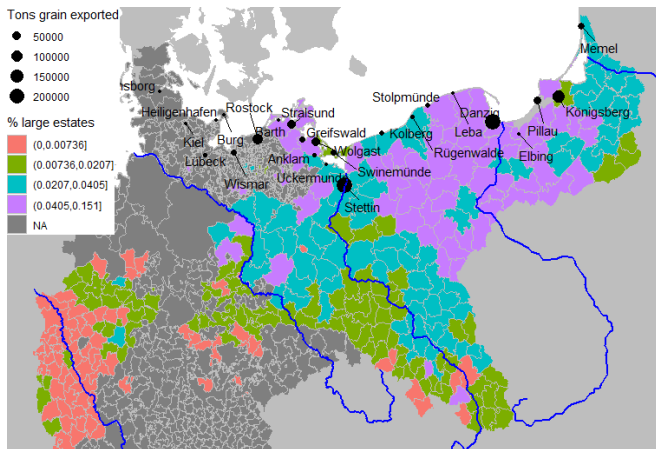 Tons grain exported
50000
100000
150000
200000
% large estates
(0,0.00736]
(0.00736,0.0207]
(0.0207,0.0405]
(0.0405,0.151]
NA
Memel
Rostock
Heiligenhafen
Stralsund
Stolpmünde
Danzig
Königsberg
Kiel
Burg
Barth
Greifswald
Kolberg
Leba
Pillau
Lübeck
Anklam
Wolgast
Rügenwalde
Elbing
Wismar
Uckermünde
Swinemünde
Stettin